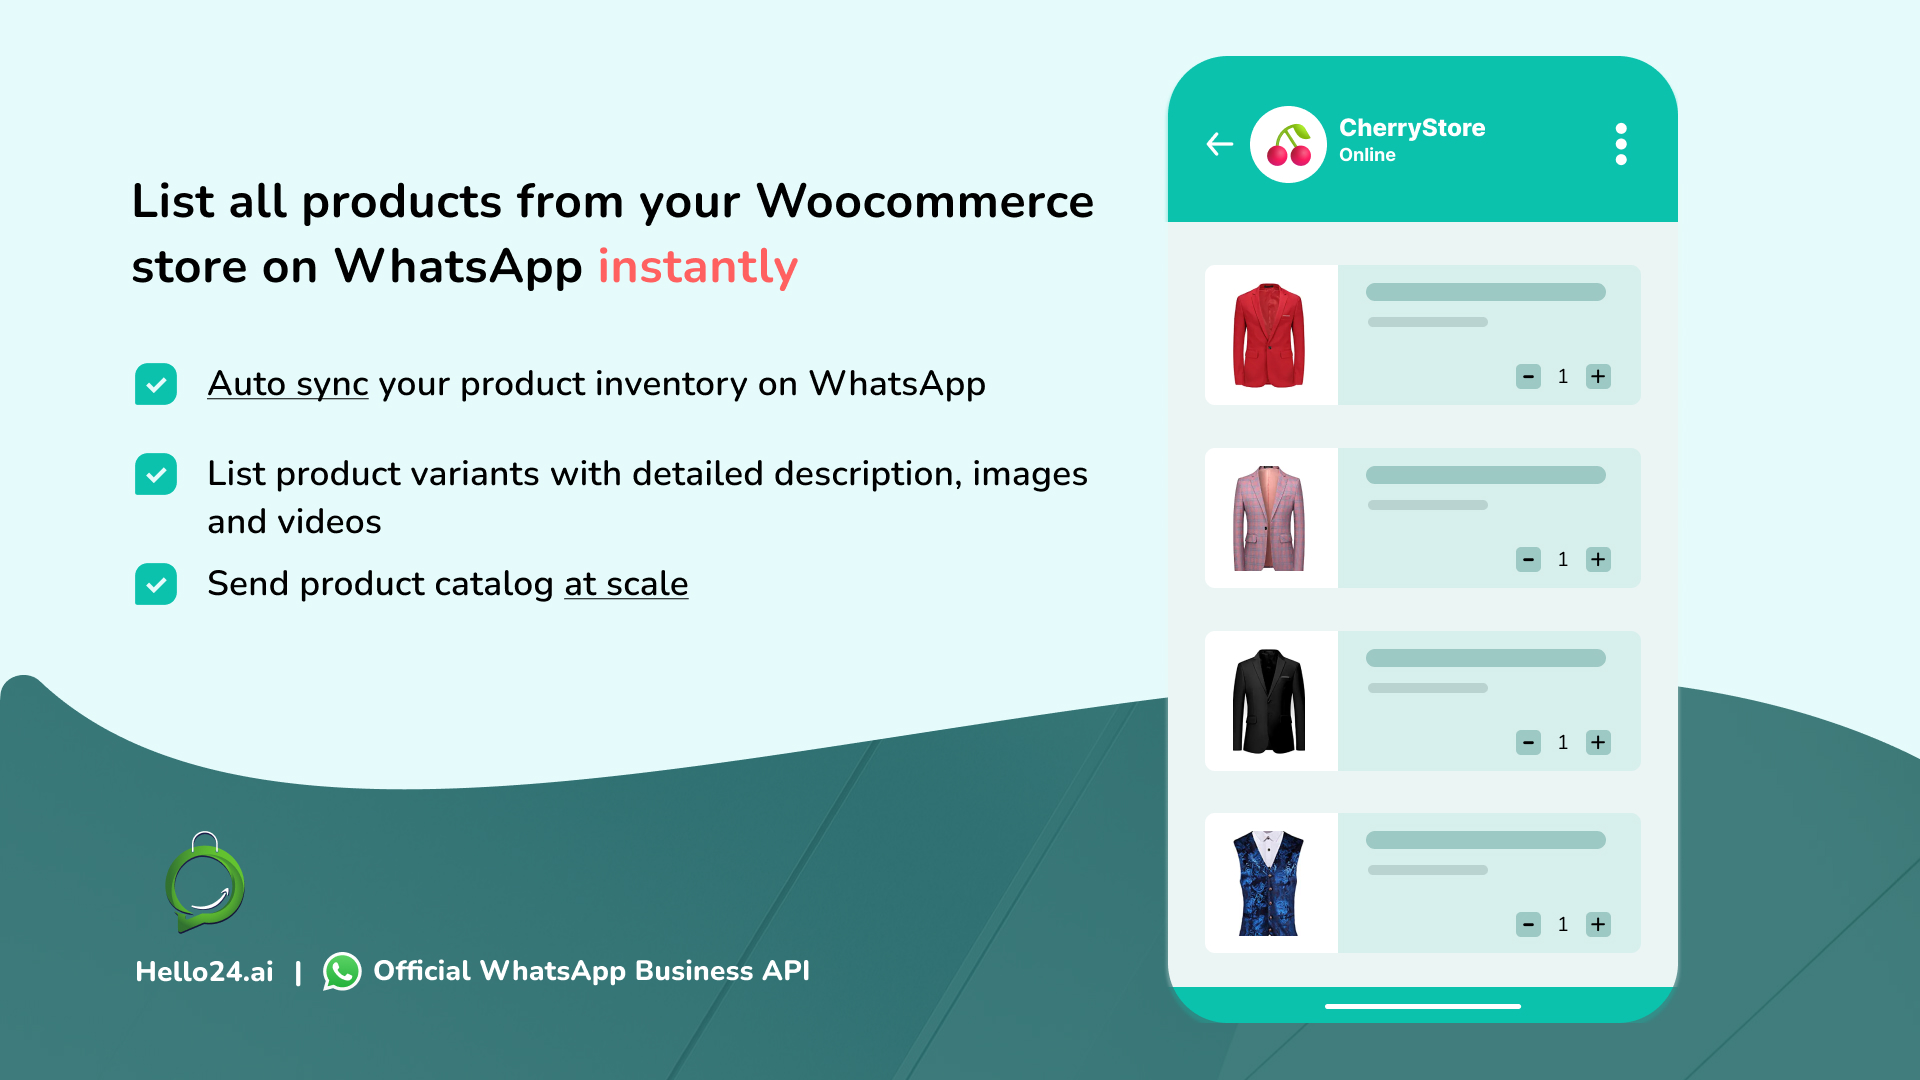 List all products from your Woocommerce
store on WhatsApp instantly
Auto sync your product inventory on WhatsApp
List product variants with detailed description, images
and videos
Send product catalog at scale
Hello24.ai | Official WhatsApp Business API
CherryStore
Online
- 1 +
- 1 +
- 1 +
- 1 +